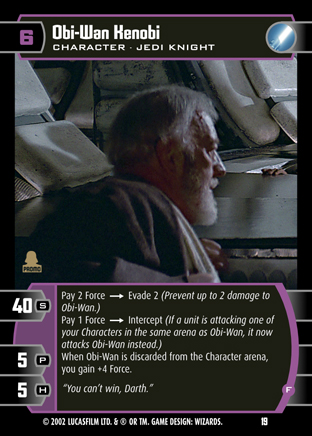 6 Obi-Wan Kenobi
CHARACTER · JEDI KNIGHT
PROMO
Pay 2 Force → Evade 2 (Prevent up to 2 damage to
40 S Obi-Wan.)
Pay 1 Force → Intercept (If a unit is attacking one of
your Characters in the same arena as Obi-Wan, it now
attacks Obi-Wan instead.)
5 P When Obi-Wan is discarded from the Character arena,
you gain +4 Force.
5 H "You can't win, Darth." F
© 2002 LUCASFILM LTD. & ® OR TM. GAME DESIGN: WIZARDS. 19